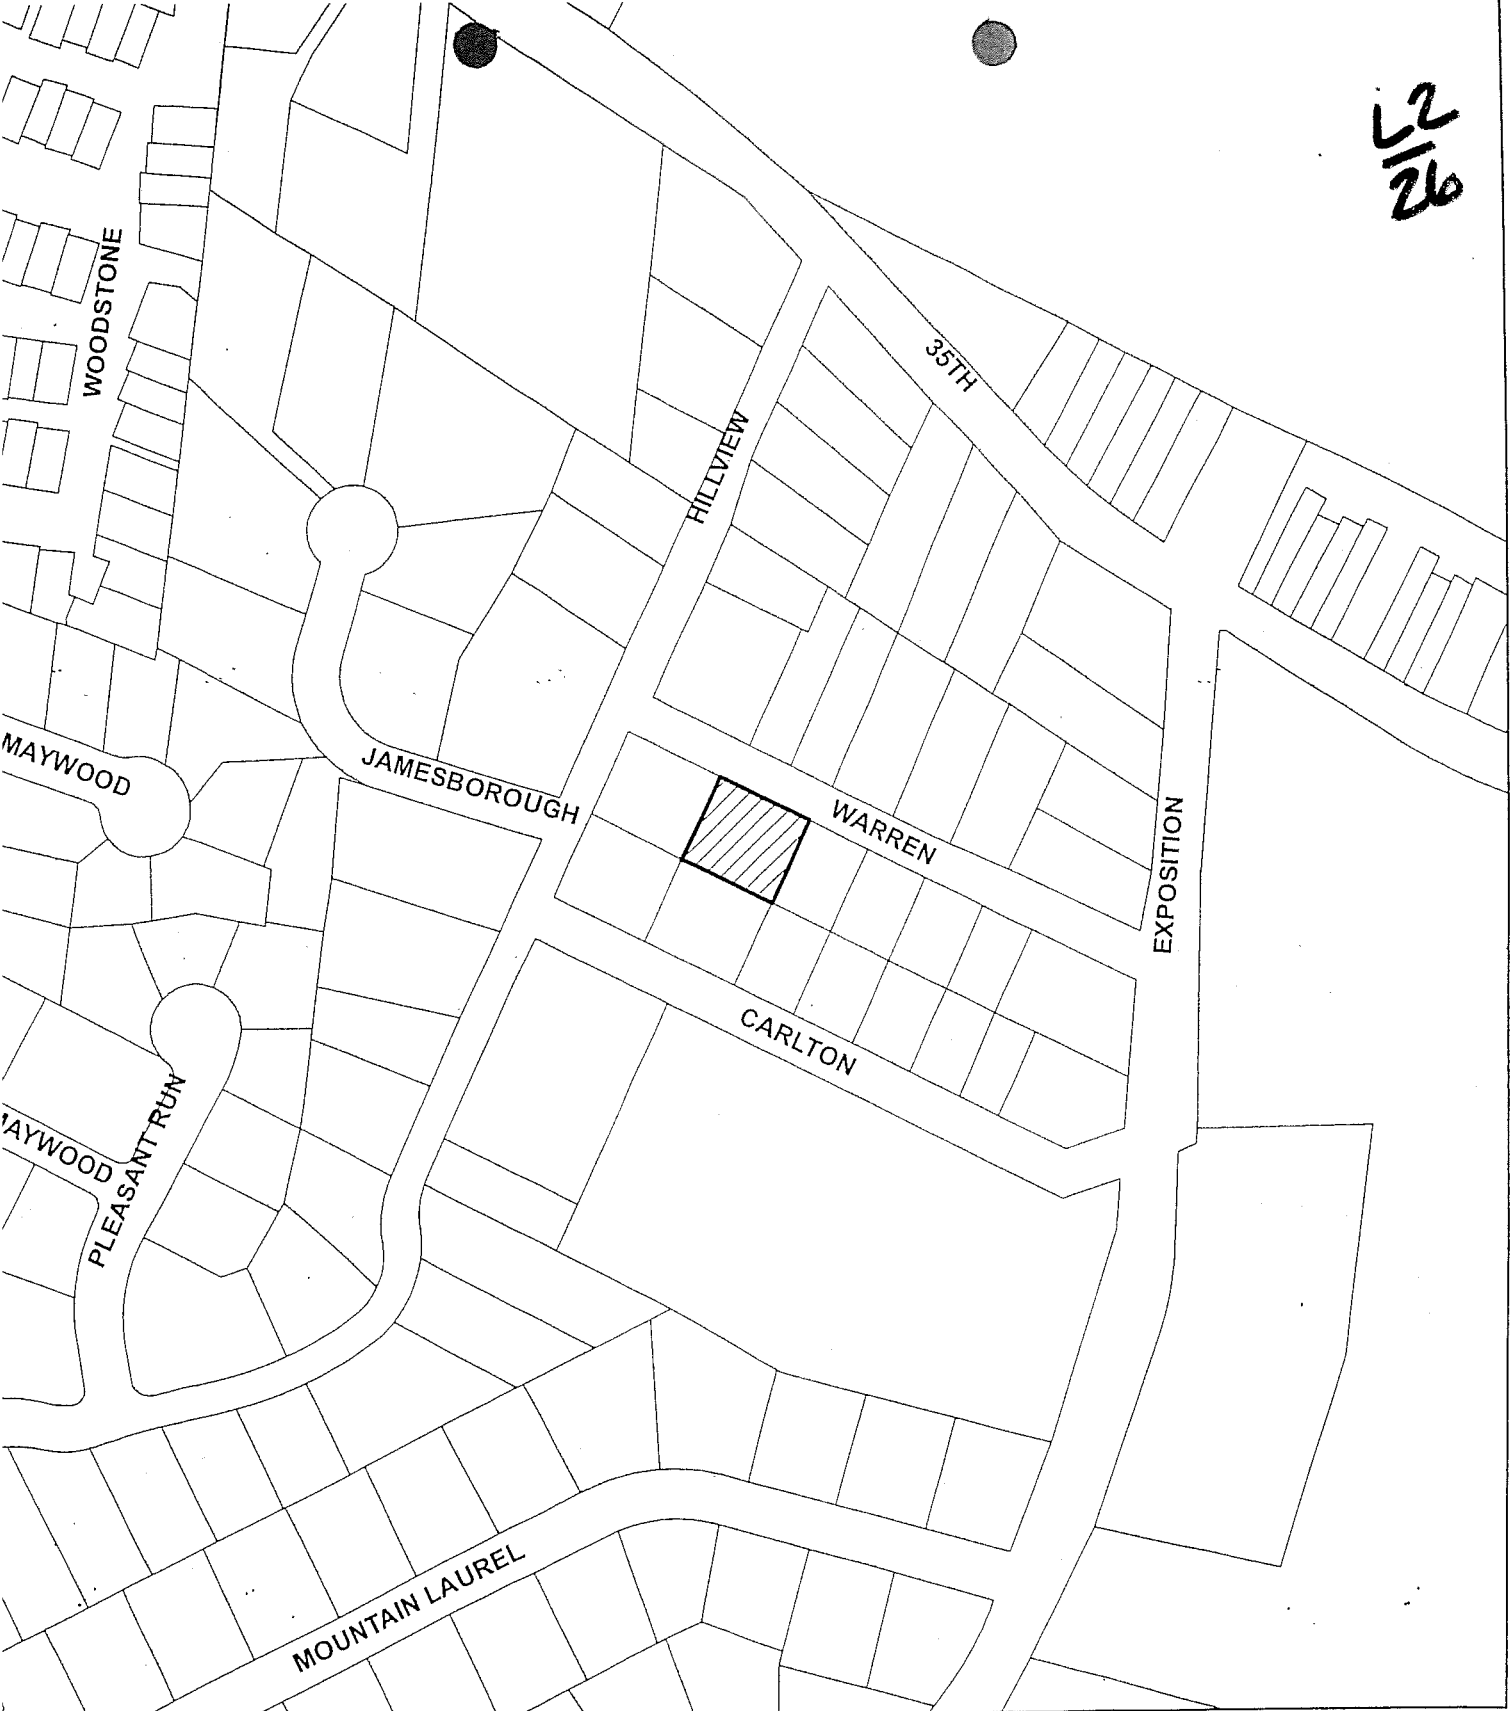 L2
26
WOODSTONE
35TH
HILLVIEW
MAYWOOD
JAMESBOROUGH
WARREN
EXPOSITION
CARLTON
PLEASANT RUN
MAYWOOD
MOUNTAIN LAUREL